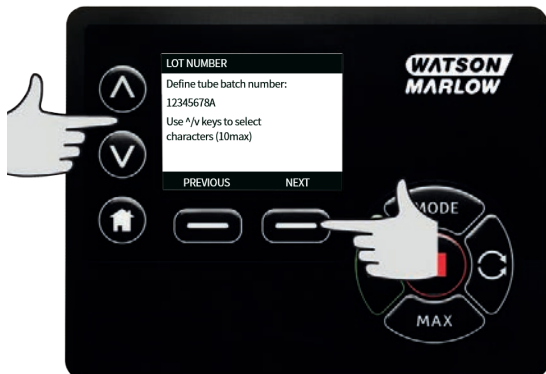 LOT NUMBER
Define tube batch number:
12345678A
Use ^/v keys to select
characters (10max)
PREVIOUS NEXT
WATSON
MARLOW
MODE
MAX